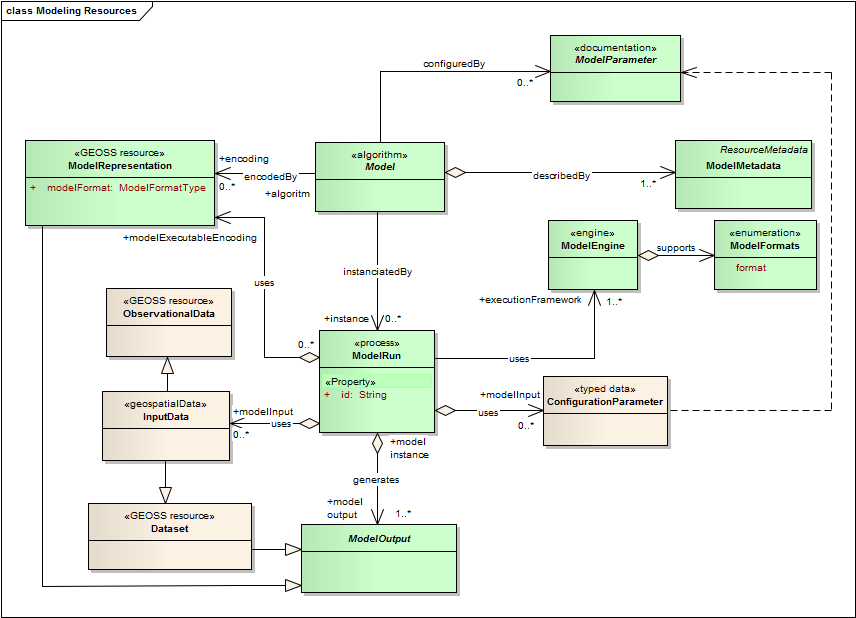 class Modeling Resources
«documentation»
ModelParameter
configuredBy
0..*
«GEOSS resource»
ModelRepresentation
+ modelFormat: ModelFormatType
+encoding
encodedBy
0..*
+algoritm
«algorithm»
Model
describedBy
1..*
ResourceMetadata
ModelMetadata
+modelExecutableEncoding
uses
instanciatedBy
«engine»
ModelEngine
supports
«enumeration»
ModelFormats
format
+executionFramework
1..*
«GEOSS resource»
ObservationalData
+instance
0..*
0..*
«process»
ModelRun
«Property»
+ id: String
uses
«geospatialData»
InputData
+modelInput
uses
0..*
+modelInput
uses
0..*
«typed data»
ConfigurationParameter
+model
instance
generates
+model
output
1..*
«GEOSS resource»
Dataset
ModelOutput